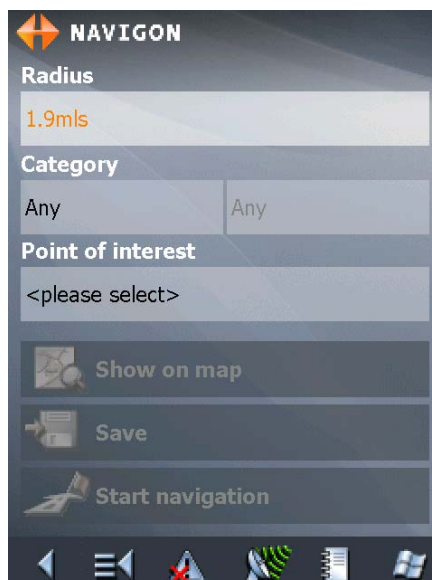 NAVIGON
Radius
1.9mls
Category
Any Any
Point of interest
<please select>
Show on map
Save
Start navigation